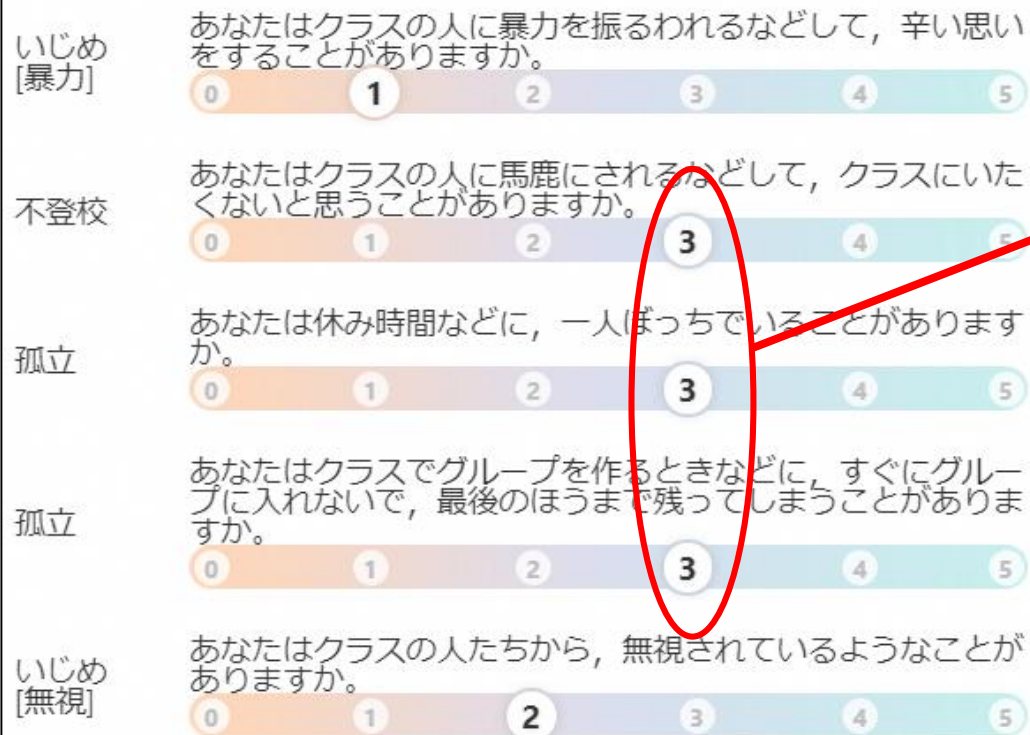 いじめ
[暴力]
あなたはクラスの人に暴力を振るわれるなどして，辛い思い
をすることがありますか。
0 1 2 3 4 5
不登校
あなたはクラスの人に馬鹿にされるなどして，クラスにいた
くないと思うことがありますか。
0 1 2 3 4 5
孤立
あなたは休み時間などに，一人ぼっちでいることがあります
か。
0 1 2 3 4 5
孤立
あなたはクラスでグループを作るときなどに，すぐにグルー
プに入れないで，最後のほうまで残ってしまうことがありま
すか。
0 1 2 3 4 5
いじめ
[無視]
あなたはクラスの人たちから，無視されているようなことが
ありますか。
0 1 2 3 4 5